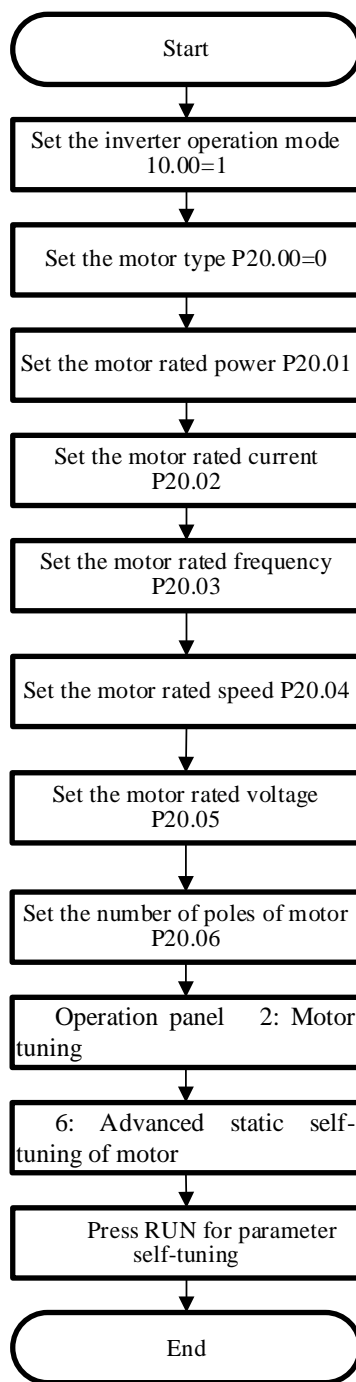 Start
Set the inverter operation mode
10.00=1
Set the motor type P20.00=0
Set the motor rated power P20.01
Set the motor rated current
P20.02
Set the motor rated frequency
P20.03
Set the motor rated speed P20.04
Set the motor rated voltage
P20.05
Set the number of poles of motor
P20.06
Operation panel 2: Motor
tuning
6: Advanced static self-
tuning of motor
Press RUN for parameter
self-tuning
End